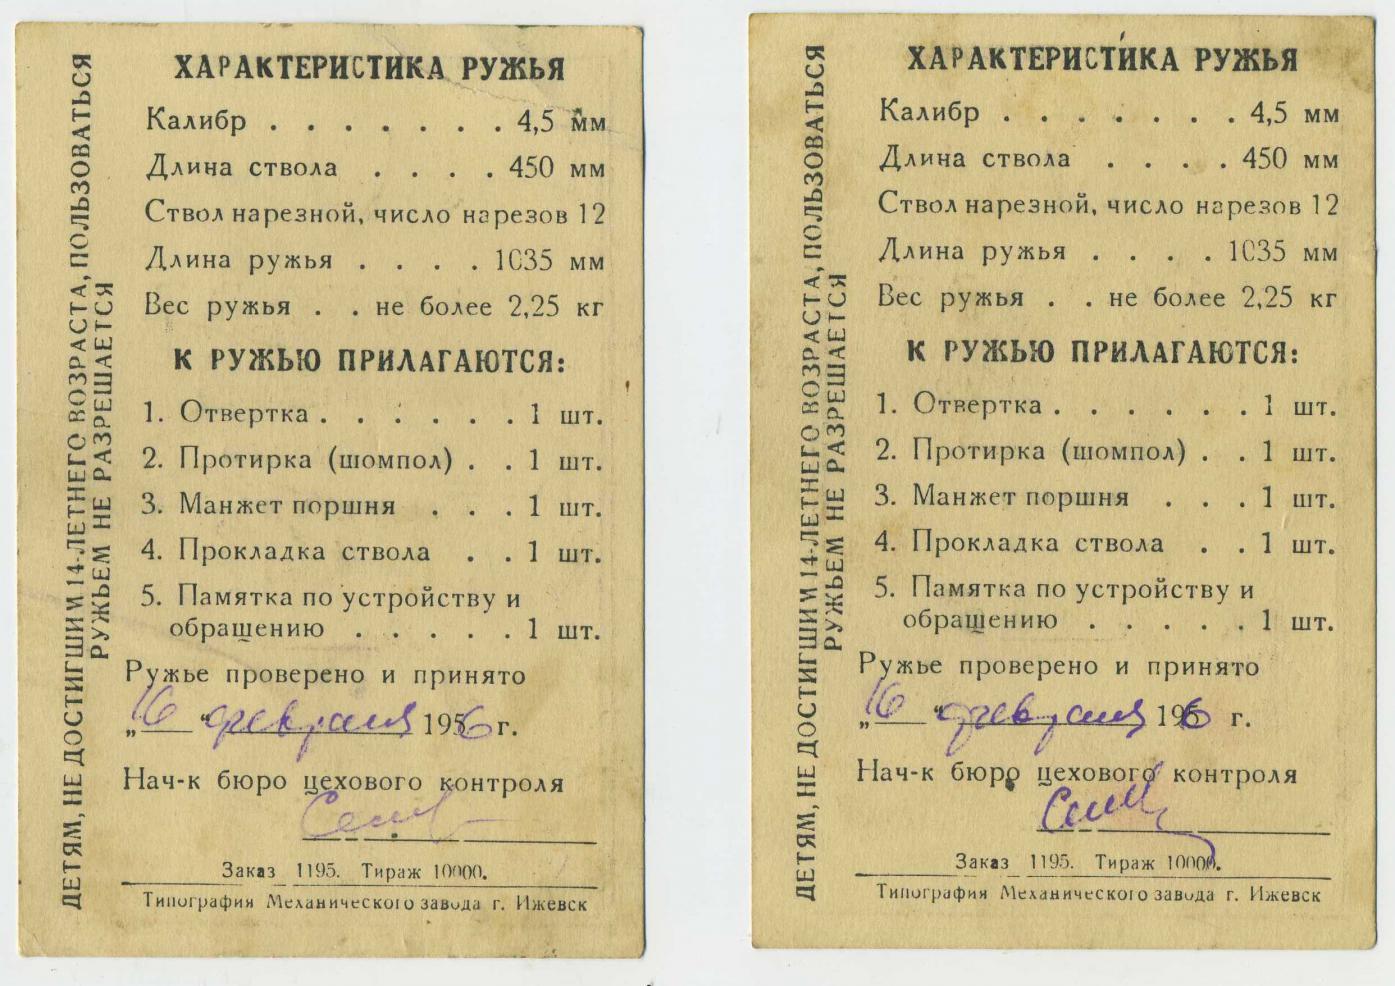 ДЕТЯМ, НЕ ДОСТИГШИМ 14-ЛЕТНЕГО ВОЗРАСТА, ПОЛЬЗОВАТЬСЯ
РУЖЬЕМ НЕ РАЗРЕШАЕТСЯ
ХАРАКТЕРИСТИКА РУЖЬЯ
Калибр . . . . . . . 4,5 мм
Длина ствола . . . . 450 мм
Ствол нарезной, число нарезов 12
Длина ружья . . . . 1035 мм
Вес ружья . . не более 2,25 кг
К РУЖЬЮ ПРИЛАГАЮТСЯ:
1. Отвертка . . . . . . 1 шт.
2. Протирка (шомпол) . . 1 шт.
3. Манжет поршня . . . 1 шт.
4. Прокладка ствола . . 1 шт.
5. Памятка по устройству и
обращению . . . . . 1 шт.
Ружье проверено и принято
„16“ февраля 1956 г.
Нач-к бюро цехового контроля
Заказ 1195. Тираж 10000.
Типография Механического завода г. Ижевск
ДЕТЯМ, НЕ ДОСТИГШИМ 14-ЛЕТНЕГО ВОЗРАСТА, ПОЛЬЗОВАТЬСЯ
РУЖЬЕМ НЕ РАЗРЕШАЕТСЯ
ХАРАКТЕРИСТИКА РУЖЬЯ
Калибр . . . . . . . 4,5 мм
Длина ствола . . . . 450 мм
Ствол нарезной, число нарезов 12
Длина ружья . . . . 1035 мм
Вес ружья . . не более 2,25 кг
К РУЖЬЮ ПРИЛАГАЮТСЯ:
1. Отвертка . . . . . . 1 шт.
2. Протирка (шомпол) . . 1 шт.
3. Манжет поршня . . . 1 шт.
4. Прокладка ствола . . 1 шт.
5. Памятка по устройству и
обращению . . . . . 1 шт.
Ружье проверено и принято
„16“ февраля 1956 г.
Нач-к бюро цехового контроля
Заказ 1195. Тираж 10000.
Типография Механического завода г. Ижевск